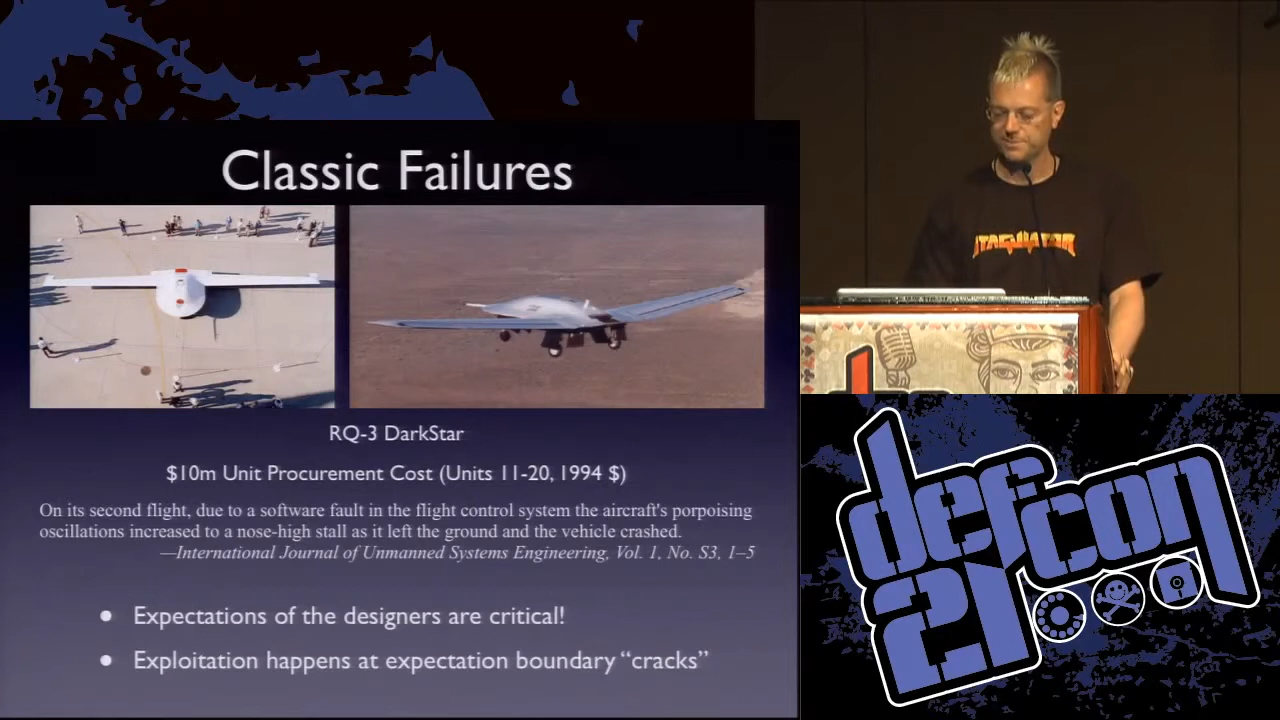 Classic Failures
RQ-3 DarkStar
$10m Unit Procurement Cost (Units 11-20, 1994 $)
On its second flight, due to a software fault in the flight control system the aircraft's porpoising
oscillations increased to a nose-high stall as it left the ground and the vehicle crashed.
—International Journal of Unmanned Systems Engineering, Vol. 1, No. S3, 1–5
• Expectations of the designers are critical!
• Exploitation happens at expectation boundary “cracks”
defcon
21